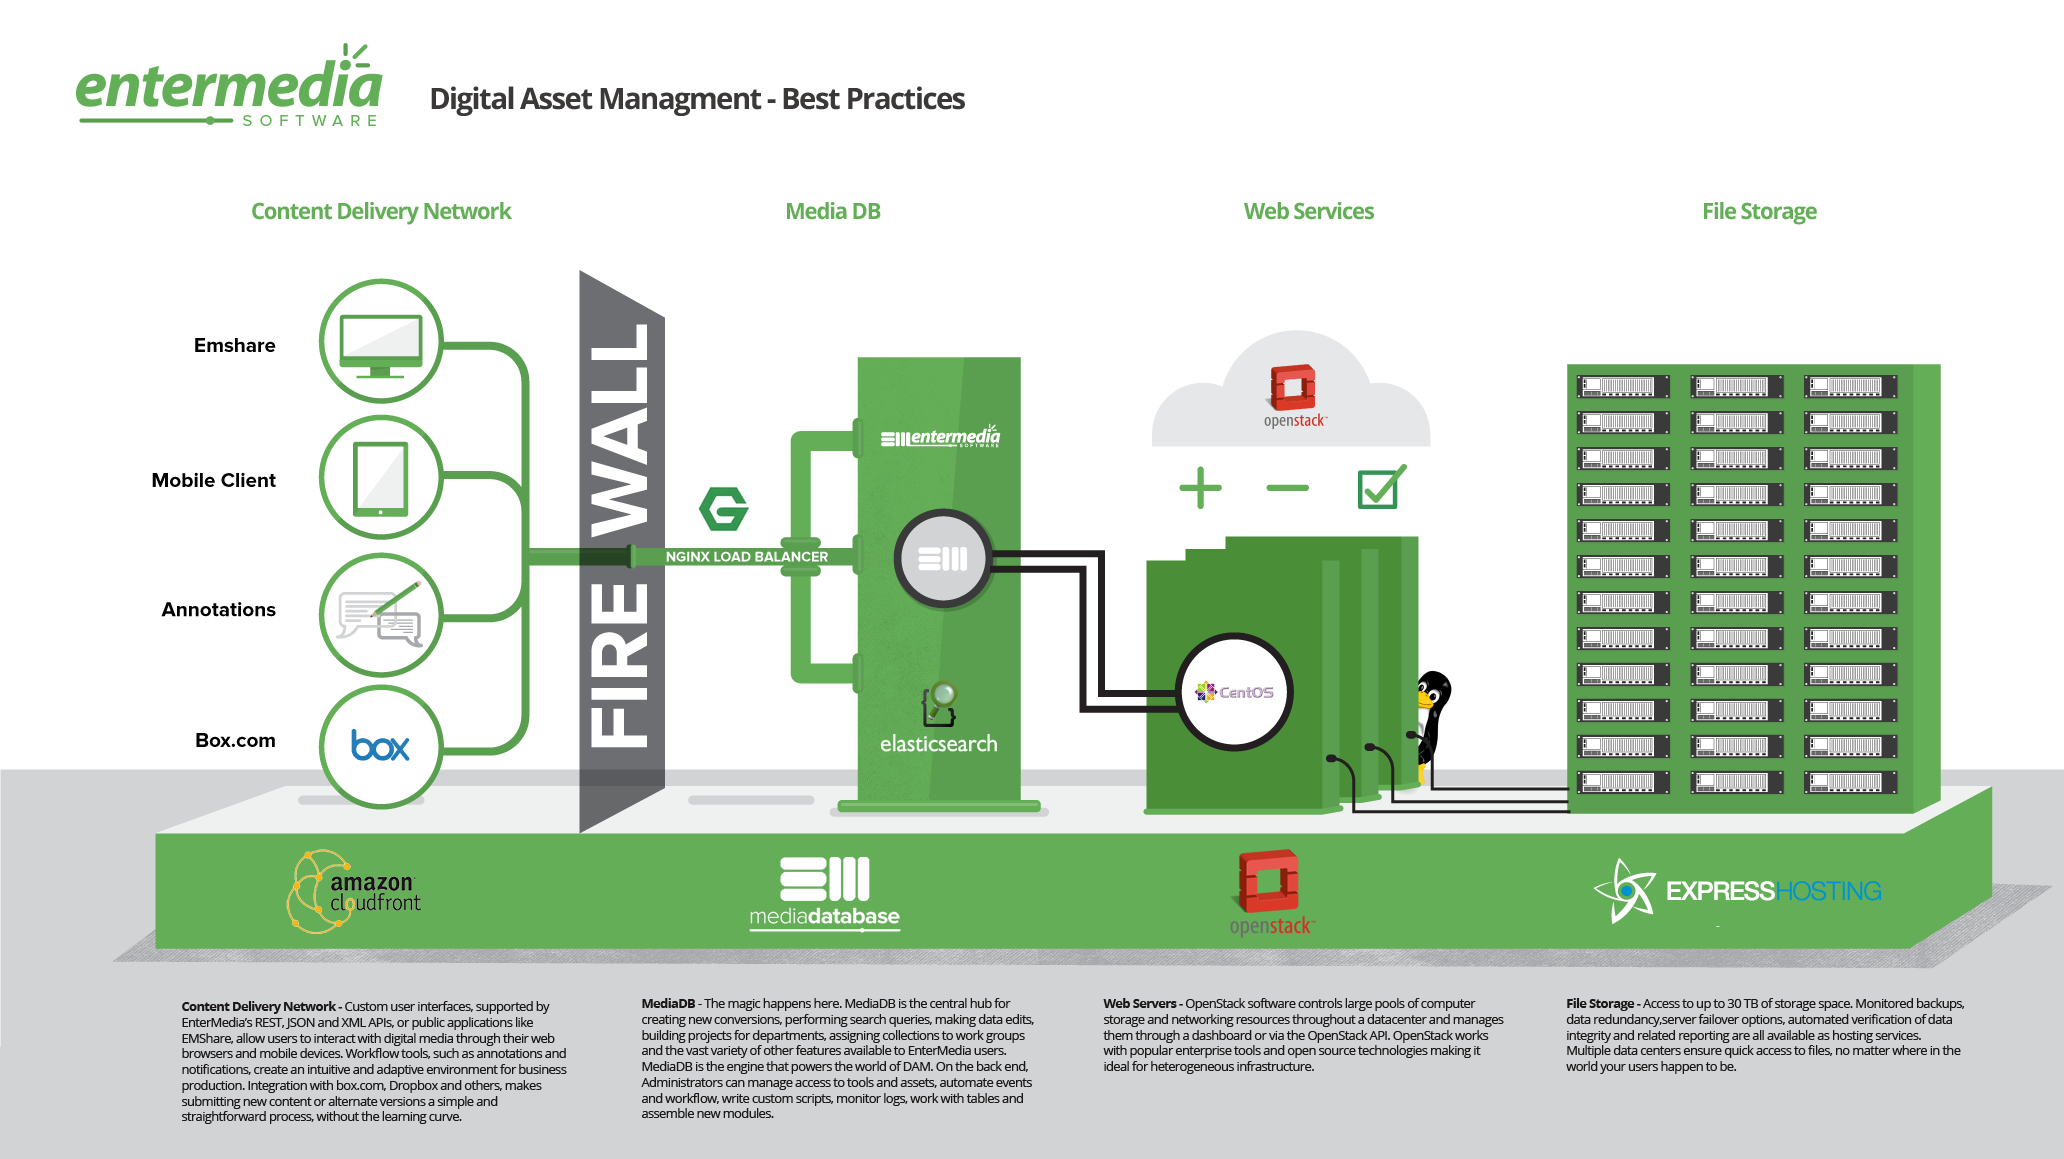 entermedia
SOFTWARE
Digital Asset Managment - Best Practices
Content Delivery Network
Media DB
Web Services
File Storage
Emshare
Mobile Client
Annotations
Box.com
box
FIRE WALL
NGINX LOAD BALANCER
entermedia
SOFTWARE
elasticsearch
openstack™
CentOS
amazon
cloudfront
mediadatabase
openstack™
EXPRESSHOSTING
Content Delivery Network - Custom user interfaces, supported by
EnterMedia's REST, JSON and XML APIs, or public applications like
EMShare, allow users to interact with digital media through their web
browsers and mobile devices. Workflow tools, such as annotations and
notifications, create an intuitive and adaptive environment for business
production. Integration with box.com, Dropbox and others, makes
submitting new content or alternate versions a simple and
straightforward process, without the learning curve.
MediaDB - The magic happens here. MediaDB is the central hub for
creating new conversions, performing search queries, making data edits,
building projects for departments, assigning collections to work groups
and the vast variety of other features available to EnterMedia users.
MediaDB is the engine that powers the world of DAM. On the back end,
Administrators can manage access to tools and assets, automate events
and workflow, write custom scripts, monitor logs, work with tables and
assemble new modules.
Web Servers - OpenStack software controls large pools of computer
storage and networking resources throughout a datacenter and manages
them through a dashboard or via the OpenStack API. OpenStack works
with popular enterprise tools and open source technologies making it
ideal for heterogeneous infrastructure.
File Storage - Access to up to 30 TB of storage space. Monitored backups,
data redundancy,server failover options, automated verification of data
integrity and related reporting are all available as hosting services.
Multiple data centers ensure quick access to files, no matter where in the
world your users happen to be.